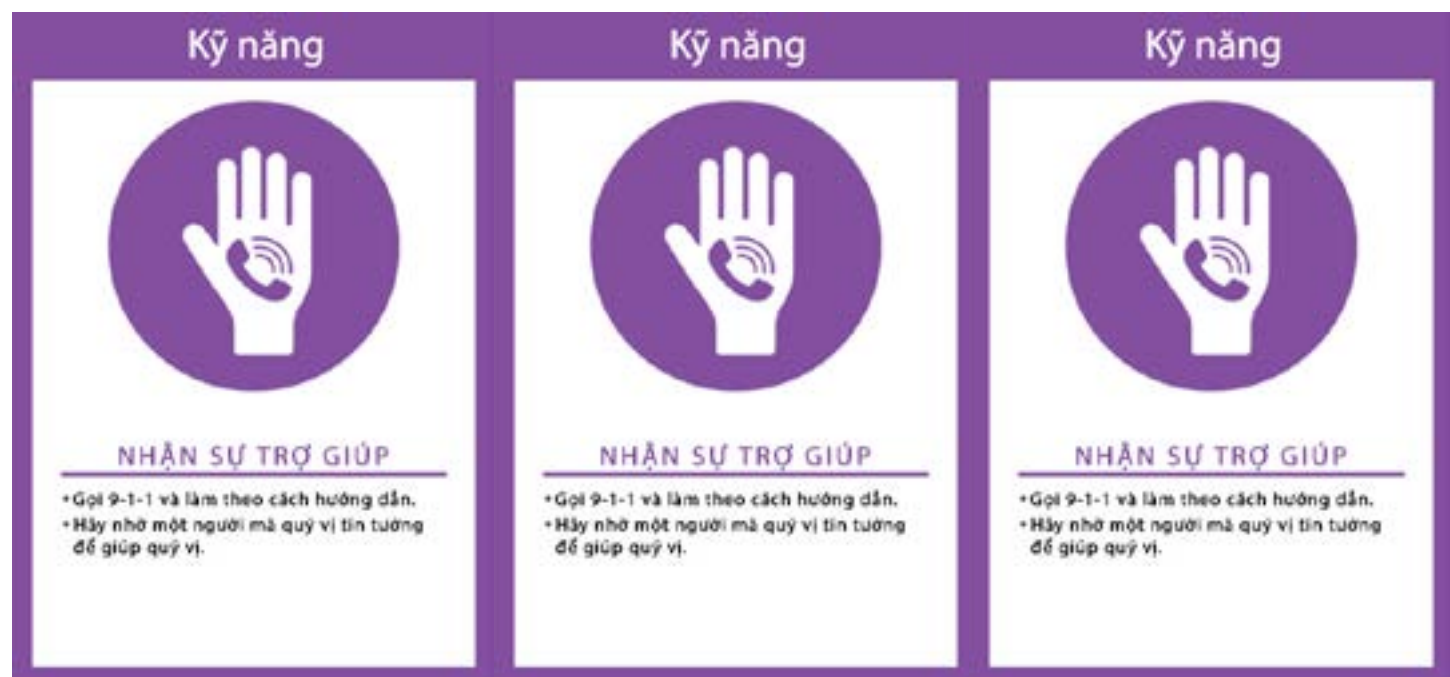 Kỹ năng
NHẬN SỰ TRỢ GIÚP
• Gọi 9-1-1 và làm theo cách hướng dẫn.
• Hãy nhờ một người mà quý vị tin tưởng
để giúp quý vị.
Kỹ năng
NHẬN SỰ TRỢ GIÚP
• Gọi 9-1-1 và làm theo cách hướng dẫn.
• Hãy nhờ một người mà quý vị tin tưởng
để giúp quý vị.
Kỹ năng
NHẬN SỰ TRỢ GIÚP
• Gọi 9-1-1 và làm theo cách hướng dẫn.
• Hãy nhờ một người mà quý vị tin tưởng
để giúp quý vị.